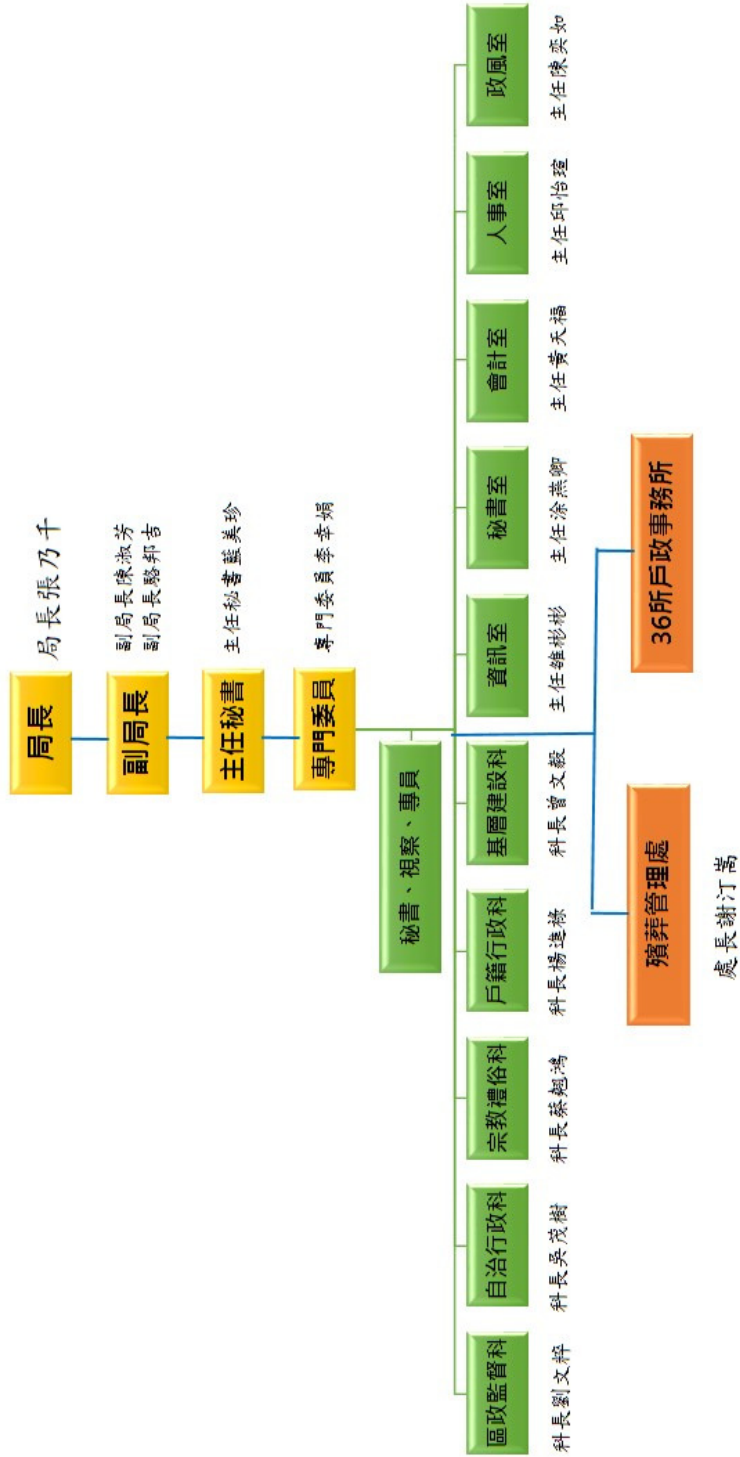 局長
局長張乃千
副局長
副局長陳淑芳
副局長駱邦吉
主任秘書
主任秘書藍美珍
專門委員
專門委員李幸娟
秘書、視察、專員
區政監督科
自治行政科
宗教禮俗科
戶籍行政科
基層建設科
資訊室
秘書室
會計室
人事室
政風室
科長劉文粹
科長吳茂樹
科長蔡翹鴻
科長楊進祿
科長曾文毅
主任雒彬彬
主任涂燕卿
主任黃天福
主任邱怡瑄
主任陳奕如
殯葬管理處
36所戶政事務所
處長謝汀嵩